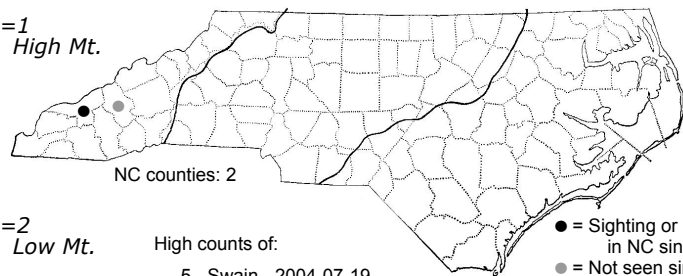 =1
High Mt.
NC counties: 2
=2
Low Mt.
High counts of:
5 - Swain - 2004-07-19
● = Sighting or
in NC sin
● = Not seen si